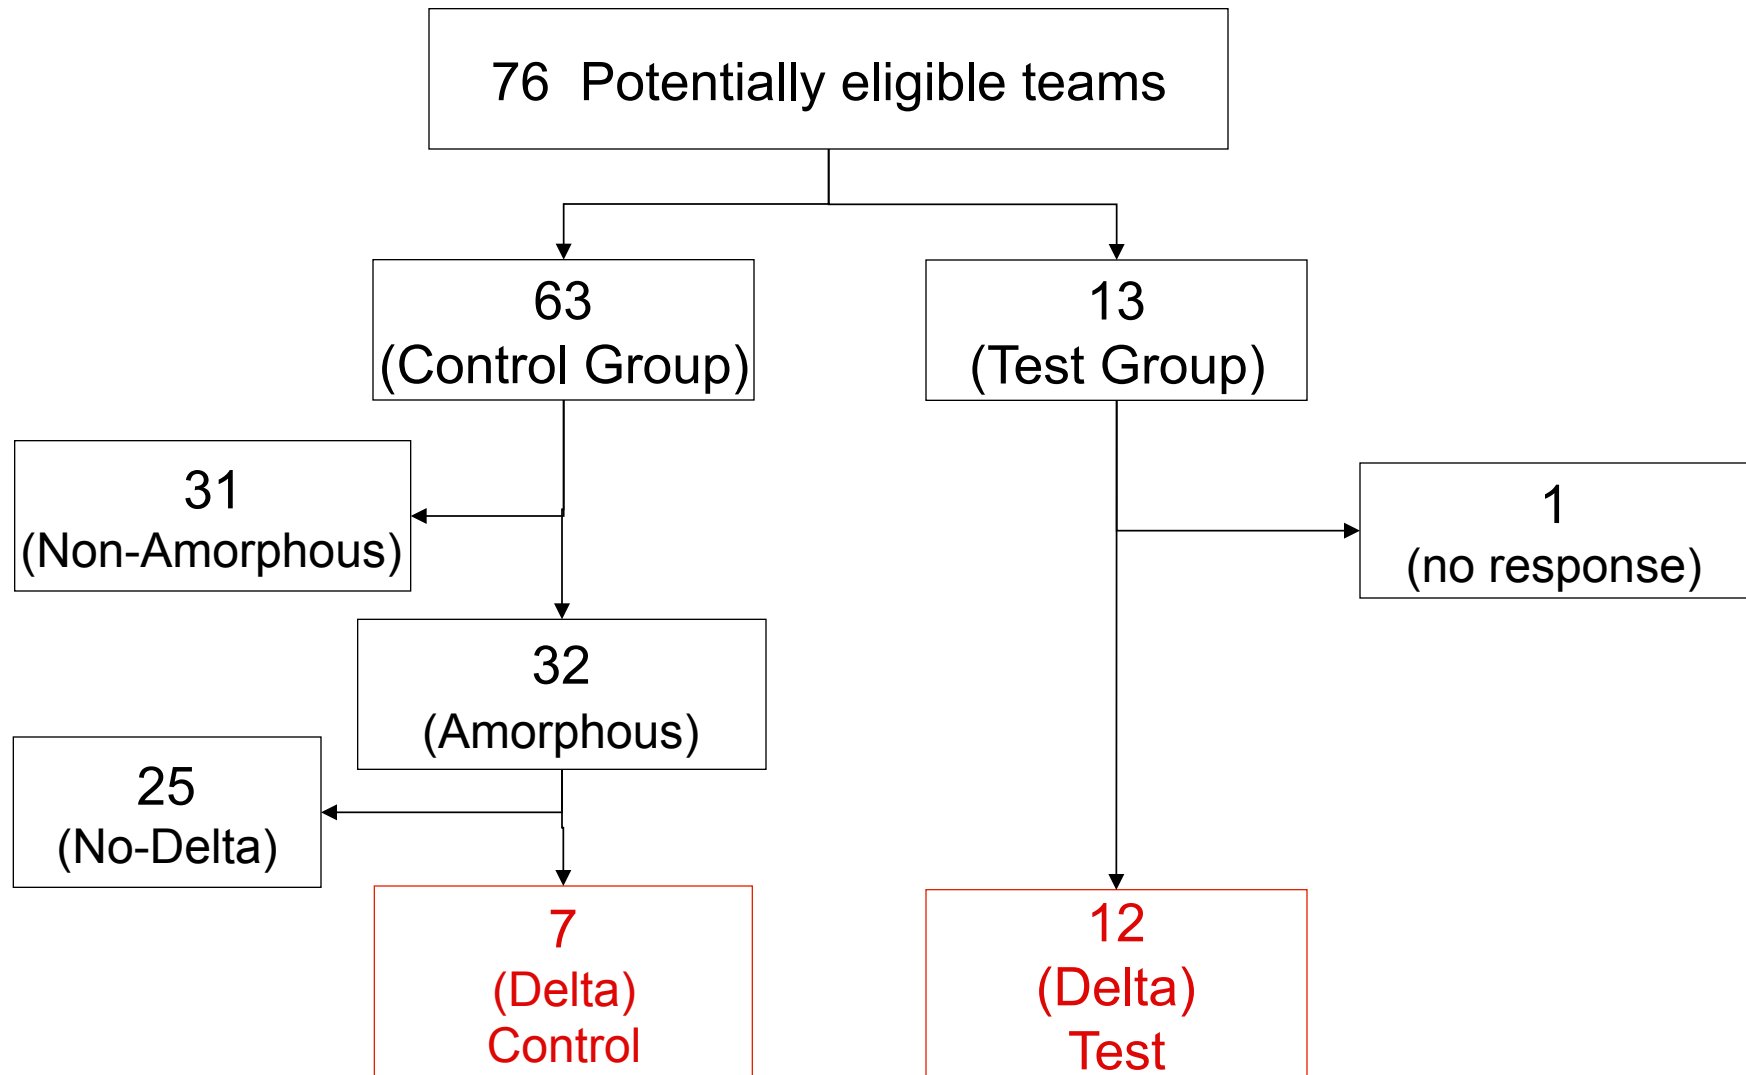 76 Potentially eligible teams
63
(Control Group)
13
(Test Group)
31
(Non-Amorphous)
1
(no response)
32
(Amorphous)
25
(No-Delta)
7
(Delta)
Control
12
(Delta)
Test